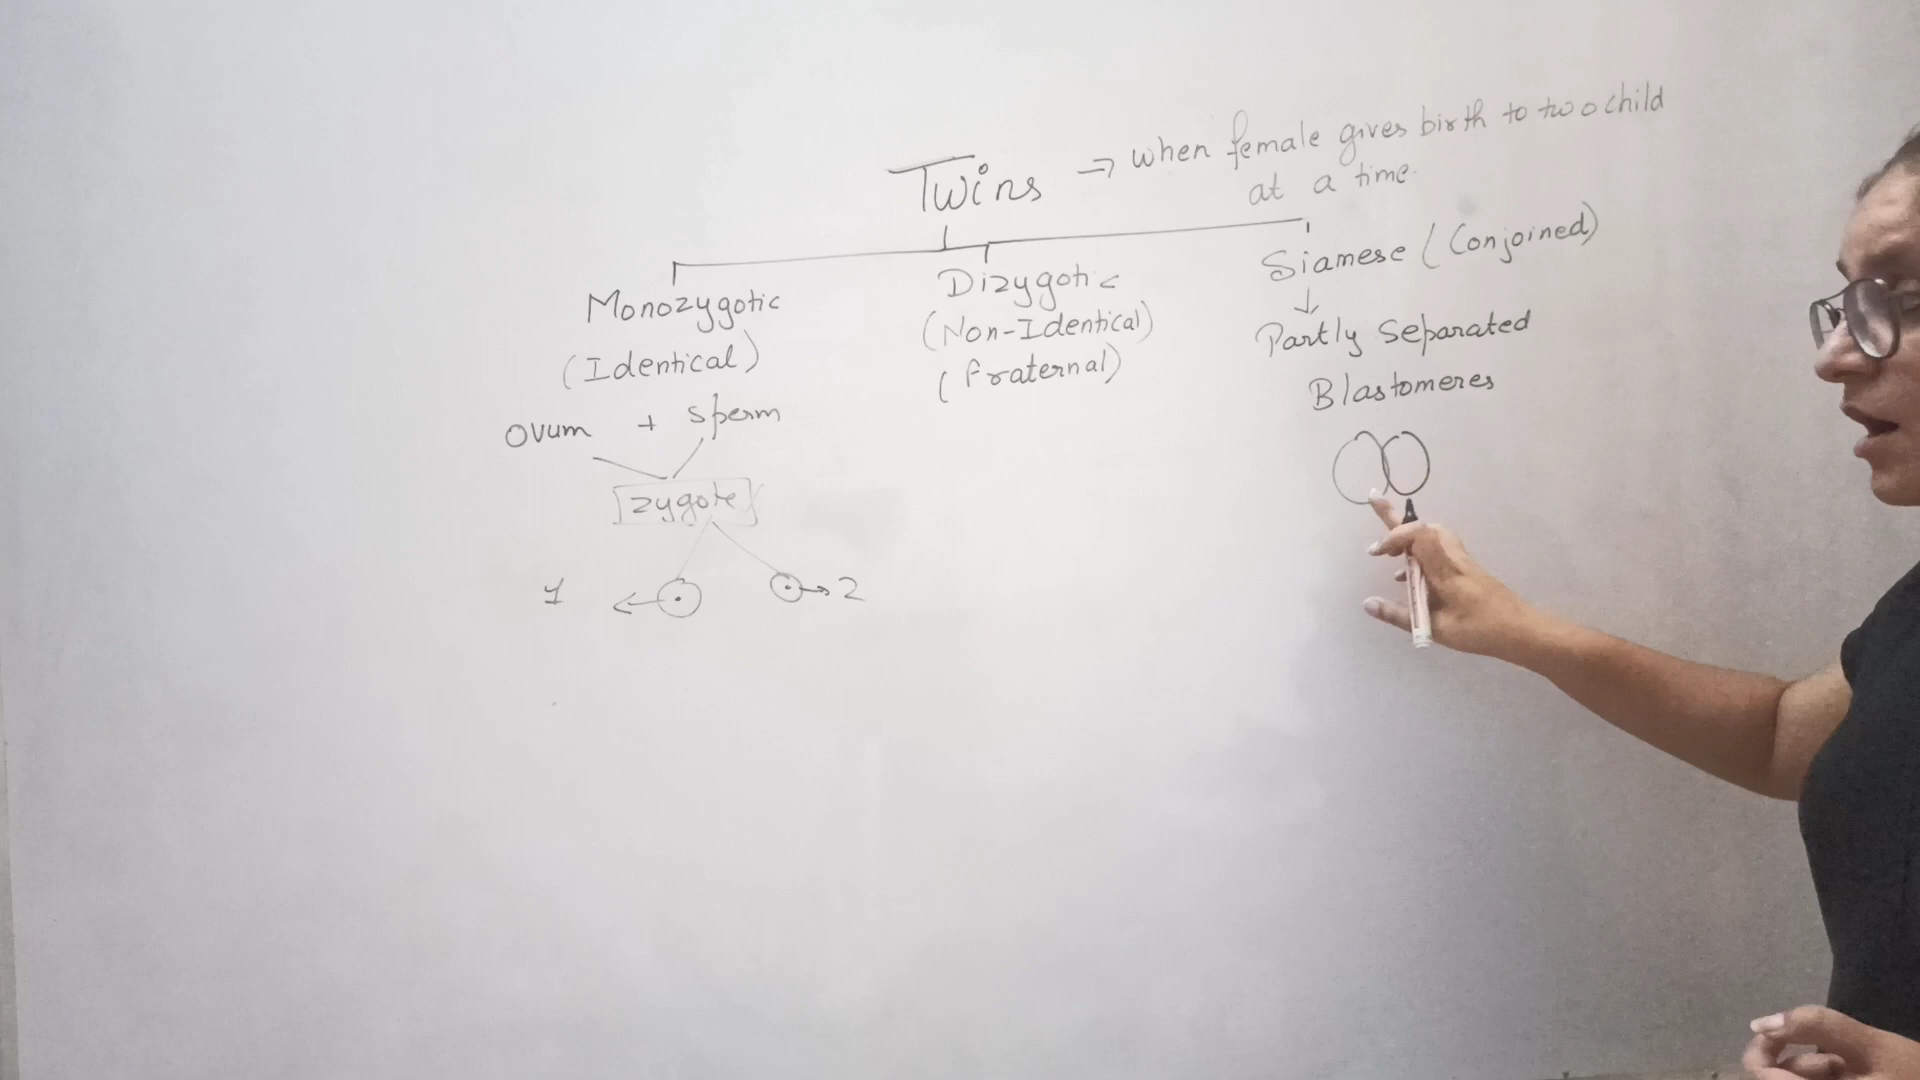 Twins → when female gives birth to two child
at a time.
Monozygotic
(Identical)
Ovum + Sperm
zygote
1 2
Dizygotic
(Non-Identical)
(fraternal)
Siamese (Conjoined)
↓
Partly Separated
Blastomeres